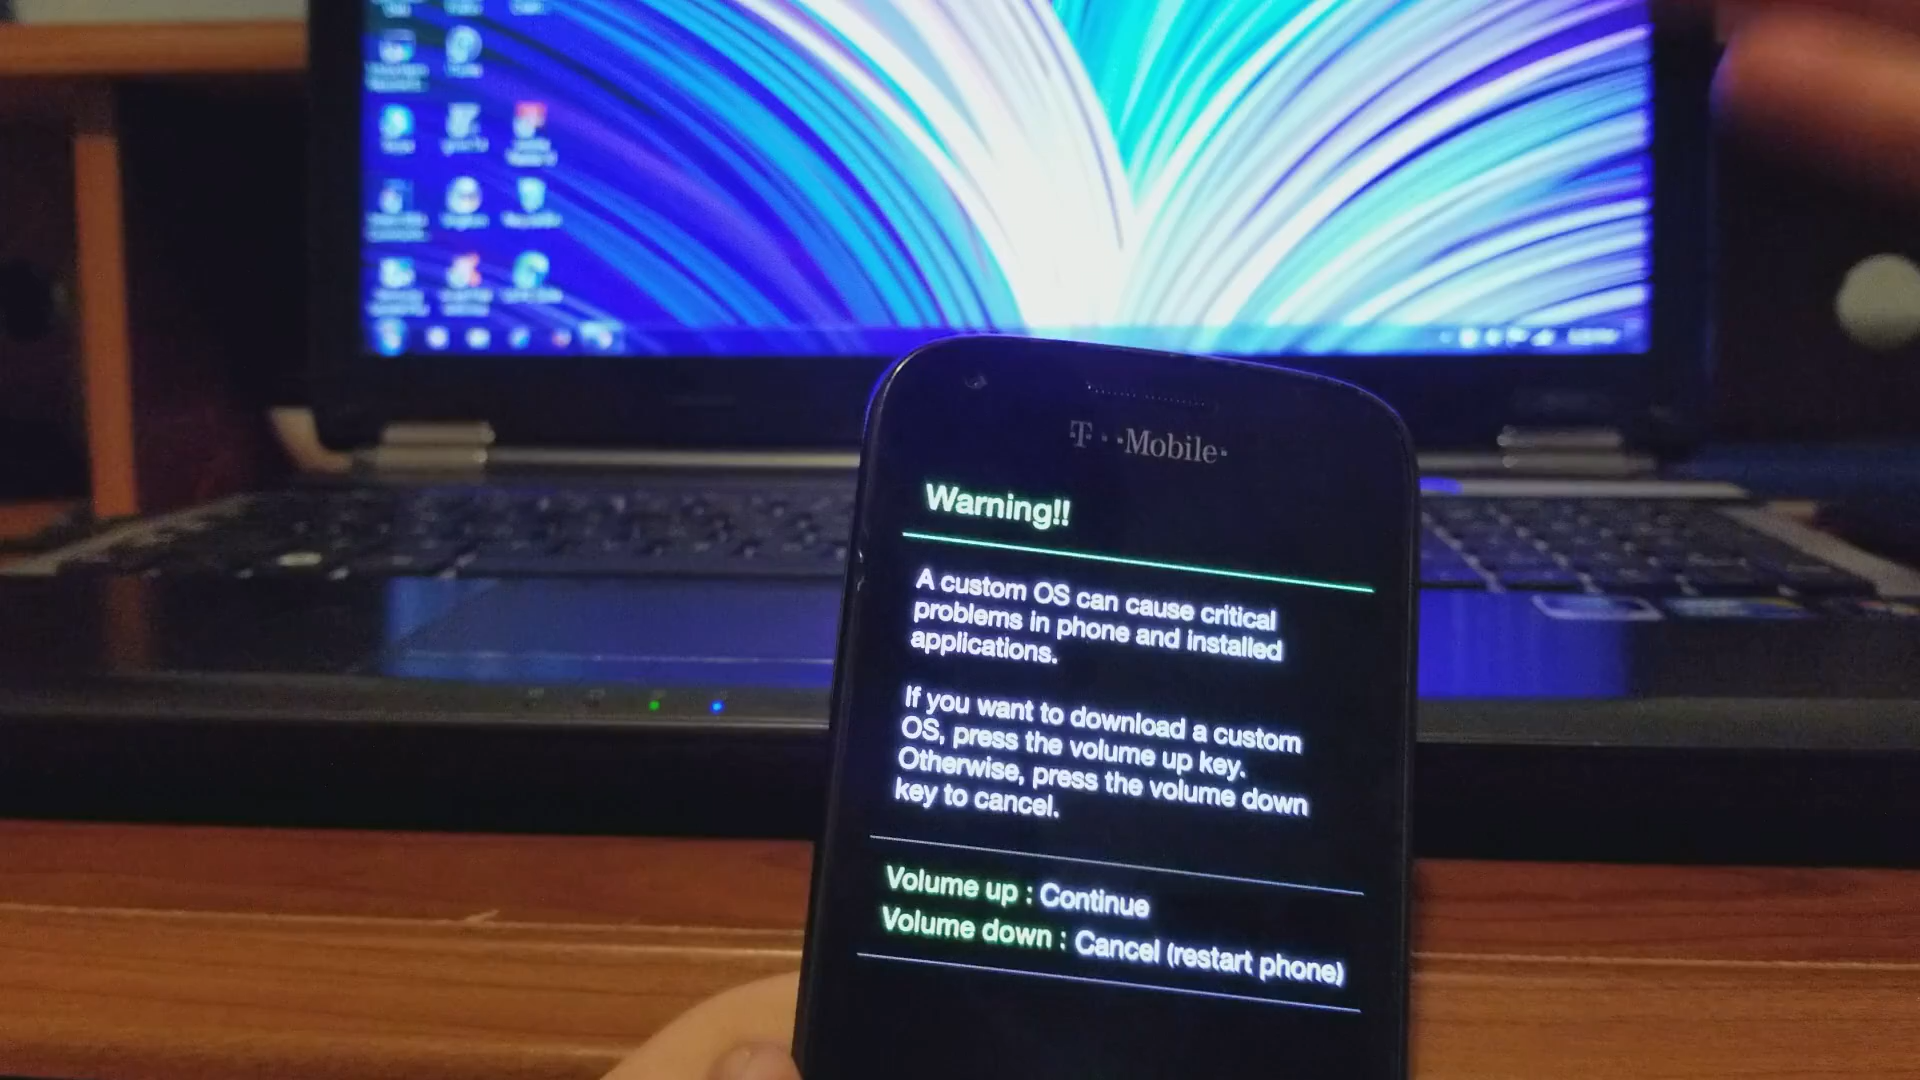 T··Mobile·
Warning!!
A custom OS can cause critical
problems in phone and installed
applications.
If you want to download a custom
OS, press the volume up key.
Otherwise, press the volume down
key to cancel.
Volume up : Continue
Volume down : Cancel (restart phone)